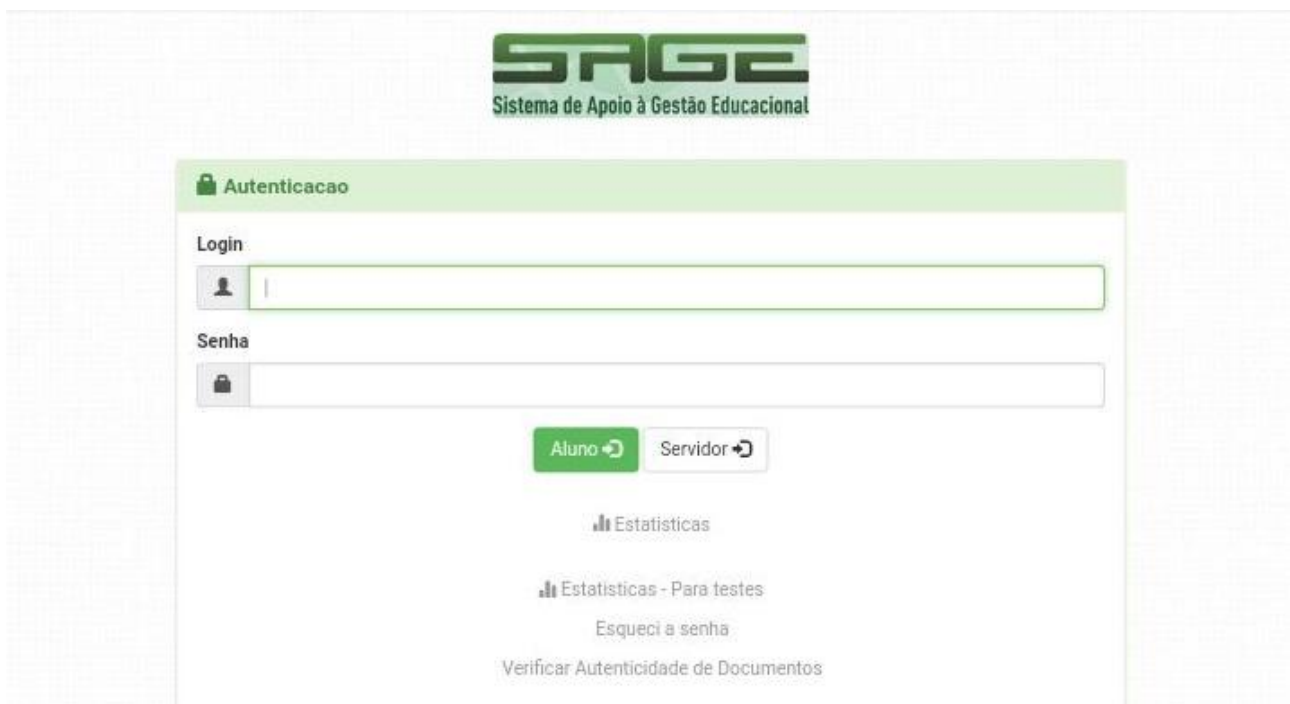 SAGE
Sistema de Apoio à Gestão Educacional
Autenticacao
Login
Senha
Aluno Servidor
Estatisticas
Estatisticas - Para testes
Esqueci a senha
Verificar Autenticidade de Documentos